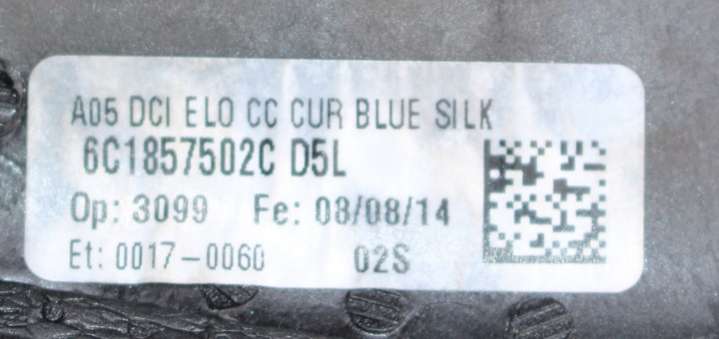 A05 DCI ELO CC CUR BLUE SILK
6C1857502C D5L
Op: 3099 Fe: 08/08/14
Et: 0017-0060 02S